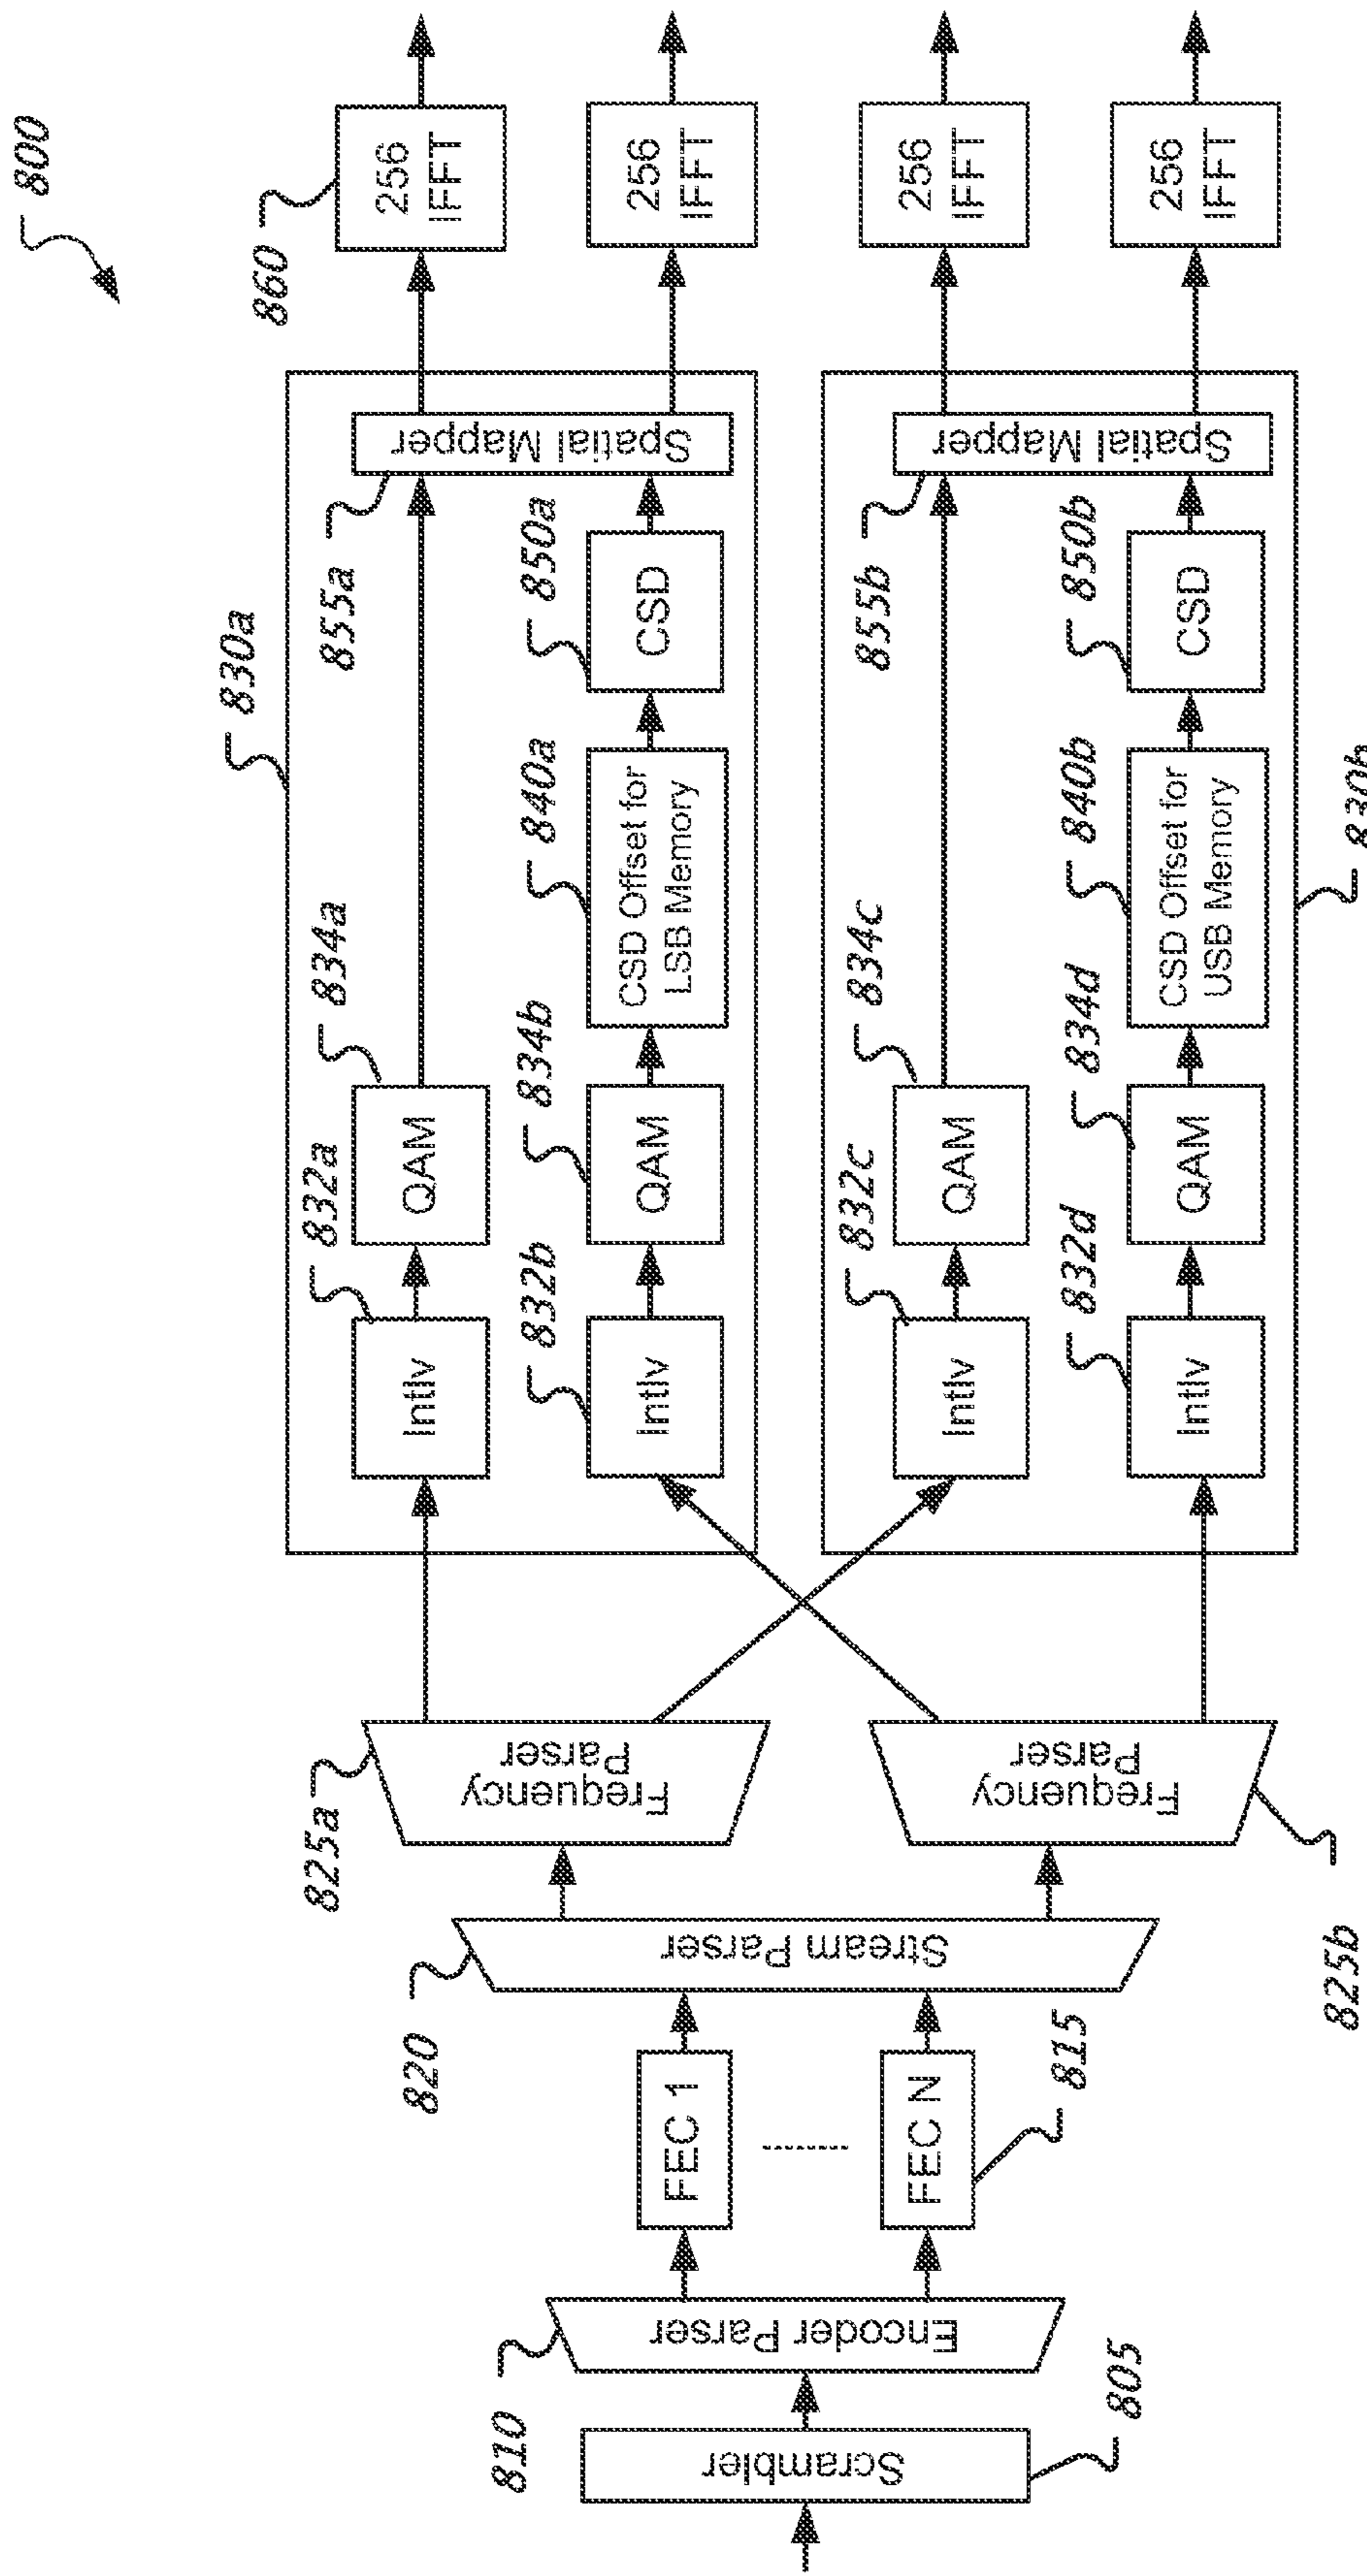 800
805
Scrambler
810
Encoder Parser
FEC 1
FEC N
815
820
Stream Parser
825a
Frequency
Parser
825b
Frequency
Parser
830a
832a
Intlv
834a
QAM
855a
Spatial Mapper
832b
Intlv
834b
QAM
840a
CSD Offset for
LSB Memory
850a
CSD
860
256
IFFT
256
IFFT
830b
832c
Intlv
834c
QAM
855b
Spatial Mapper
832d
Intlv
834d
QAM
840b
CSD Offset for
USB Memory
850b
CSD
256
IFFT
256
IFFT